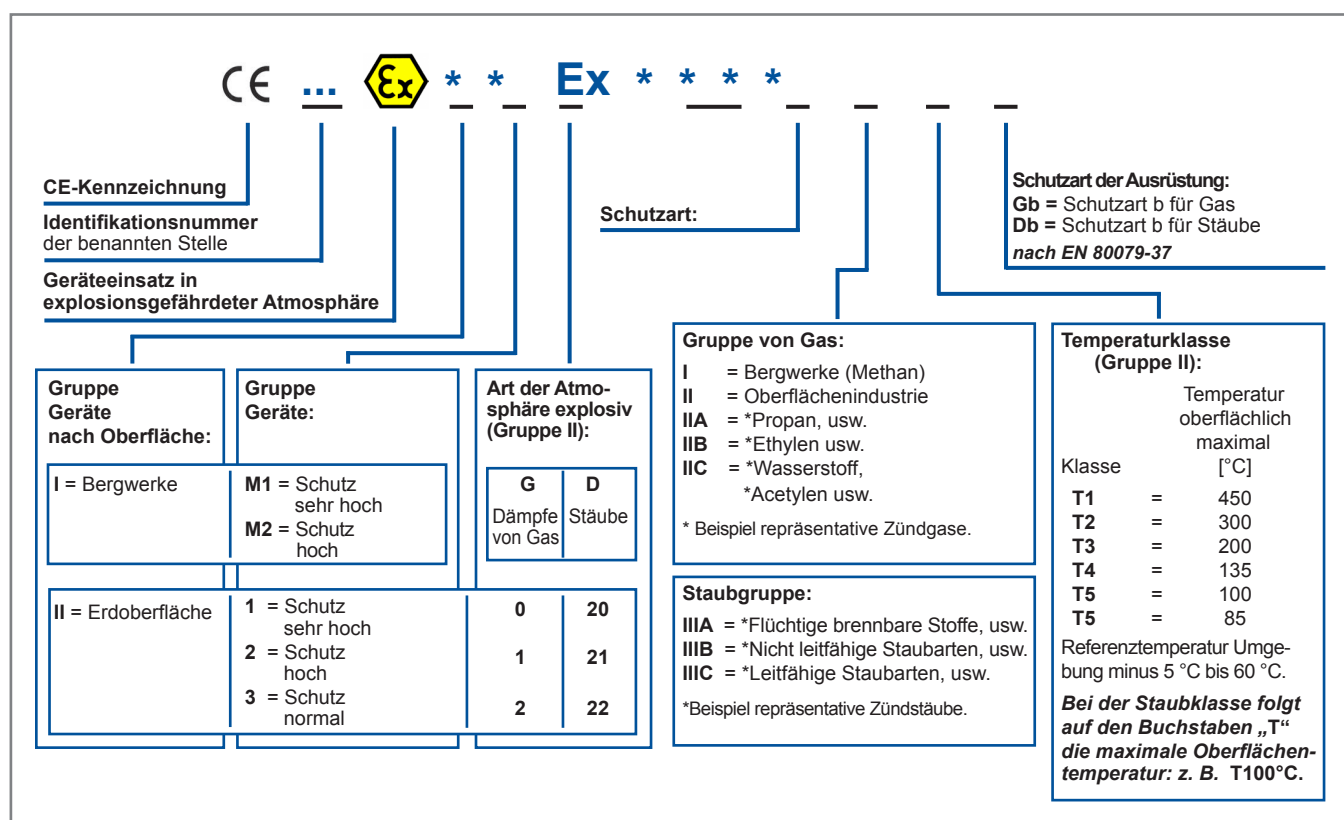 CE ... Ex * * Ex * * * *
CE-Kennzeichnung
Identifikationsnummer
der benannten Stelle
Geräteeinsatz in
explosionsgefährdeter Atmosphäre
Schutzart:
Schutzart der Ausrüstung:
Gb = Schutzart b für Gas
Db = Schutzart b für Stäube
nach EN 80079-37
Gruppe
Geräte
nach Oberfläche:
I = Bergwerke
II = Erdoberfläche
Gruppe
Geräte:
M1 = Schutz
sehr hoch
M2 = Schutz
hoch
1 = Schutz
sehr hoch
2 = Schutz
hoch
3 = Schutz
normal
Art der Atmo-
sphäre explosiv
(Gruppe II):
G D
Dämpfe Stäube
von Gas
0 20
1 21
2 22
Gruppe von Gas:
I = Bergwerke (Methan)
II = Oberflächenindustrie
IIA = *Propan, usw.
IIB = *Ethylen usw.
IIC = *Wasserstoff,
*Acetylen usw.
* Beispiel repräsentative Zündgase.
Staubgruppe:
IIIA = *Flüchtige brennbare Stoffe, usw.
IIIB = *Nicht leitfähige Staubarten, usw.
IIIC = *Leitfähige Staubarten, usw.
*Beispiel repräsentative Zündstäube.
Temperaturklasse
(Gruppe II):
Temperatur
oberflächlich
maximal
Klasse [°C]
T1 = 450
T2 = 300
T3 = 200
T4 = 135
T5 = 100
T5 = 85
Referenztemperatur Umge-
bung minus 5 °C bis 60 °C.
Bei der Staubklasse folgt
auf den Buchstaben „T“
die maximale Oberflächen-
temperatur: z. B. T100°C.